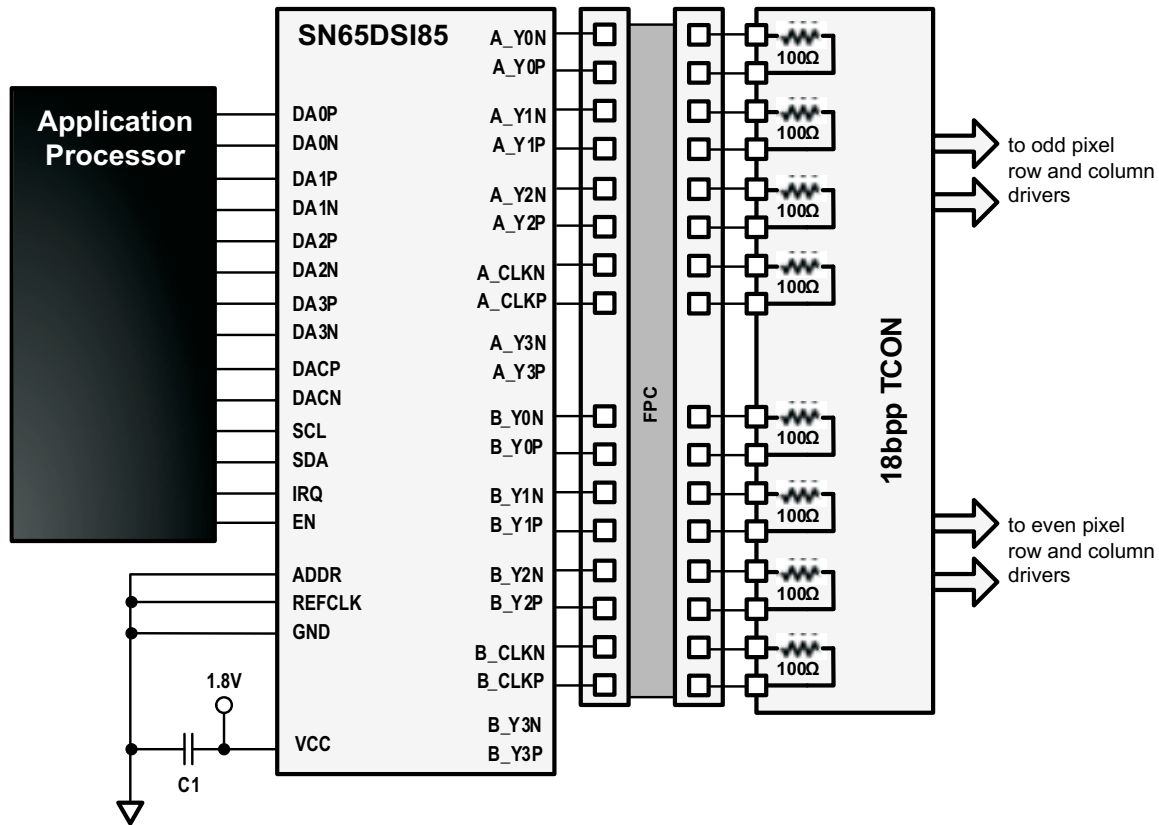 SN65DSI85
Application
Processor
DA0P
DA0N
DA1P
DA1N
DA2P
DA2N
DA3P
DA3N
DACP
DACN
SCL
SDA
IRQ
EN
ADDR
REFCLK
GND
VCC
1.8V
C1
A_Y0N
A_Y0P
A_Y1N
A_Y1P
A_Y2N
A_Y2P
A_CLKN
A_CLKP
A_Y3N
A_Y3P
B_Y0N
B_Y0P
B_Y1N
B_Y1P
B_Y2N
B_Y2P
B_CLKN
B_CLKP
B_Y3N
B_Y3P
FPC
100Ω
100Ω
100Ω
100Ω
100Ω
100Ω
100Ω
100Ω
18bpp TCON
to odd pixel
row and column
drivers
to even pixel
row and column
drivers